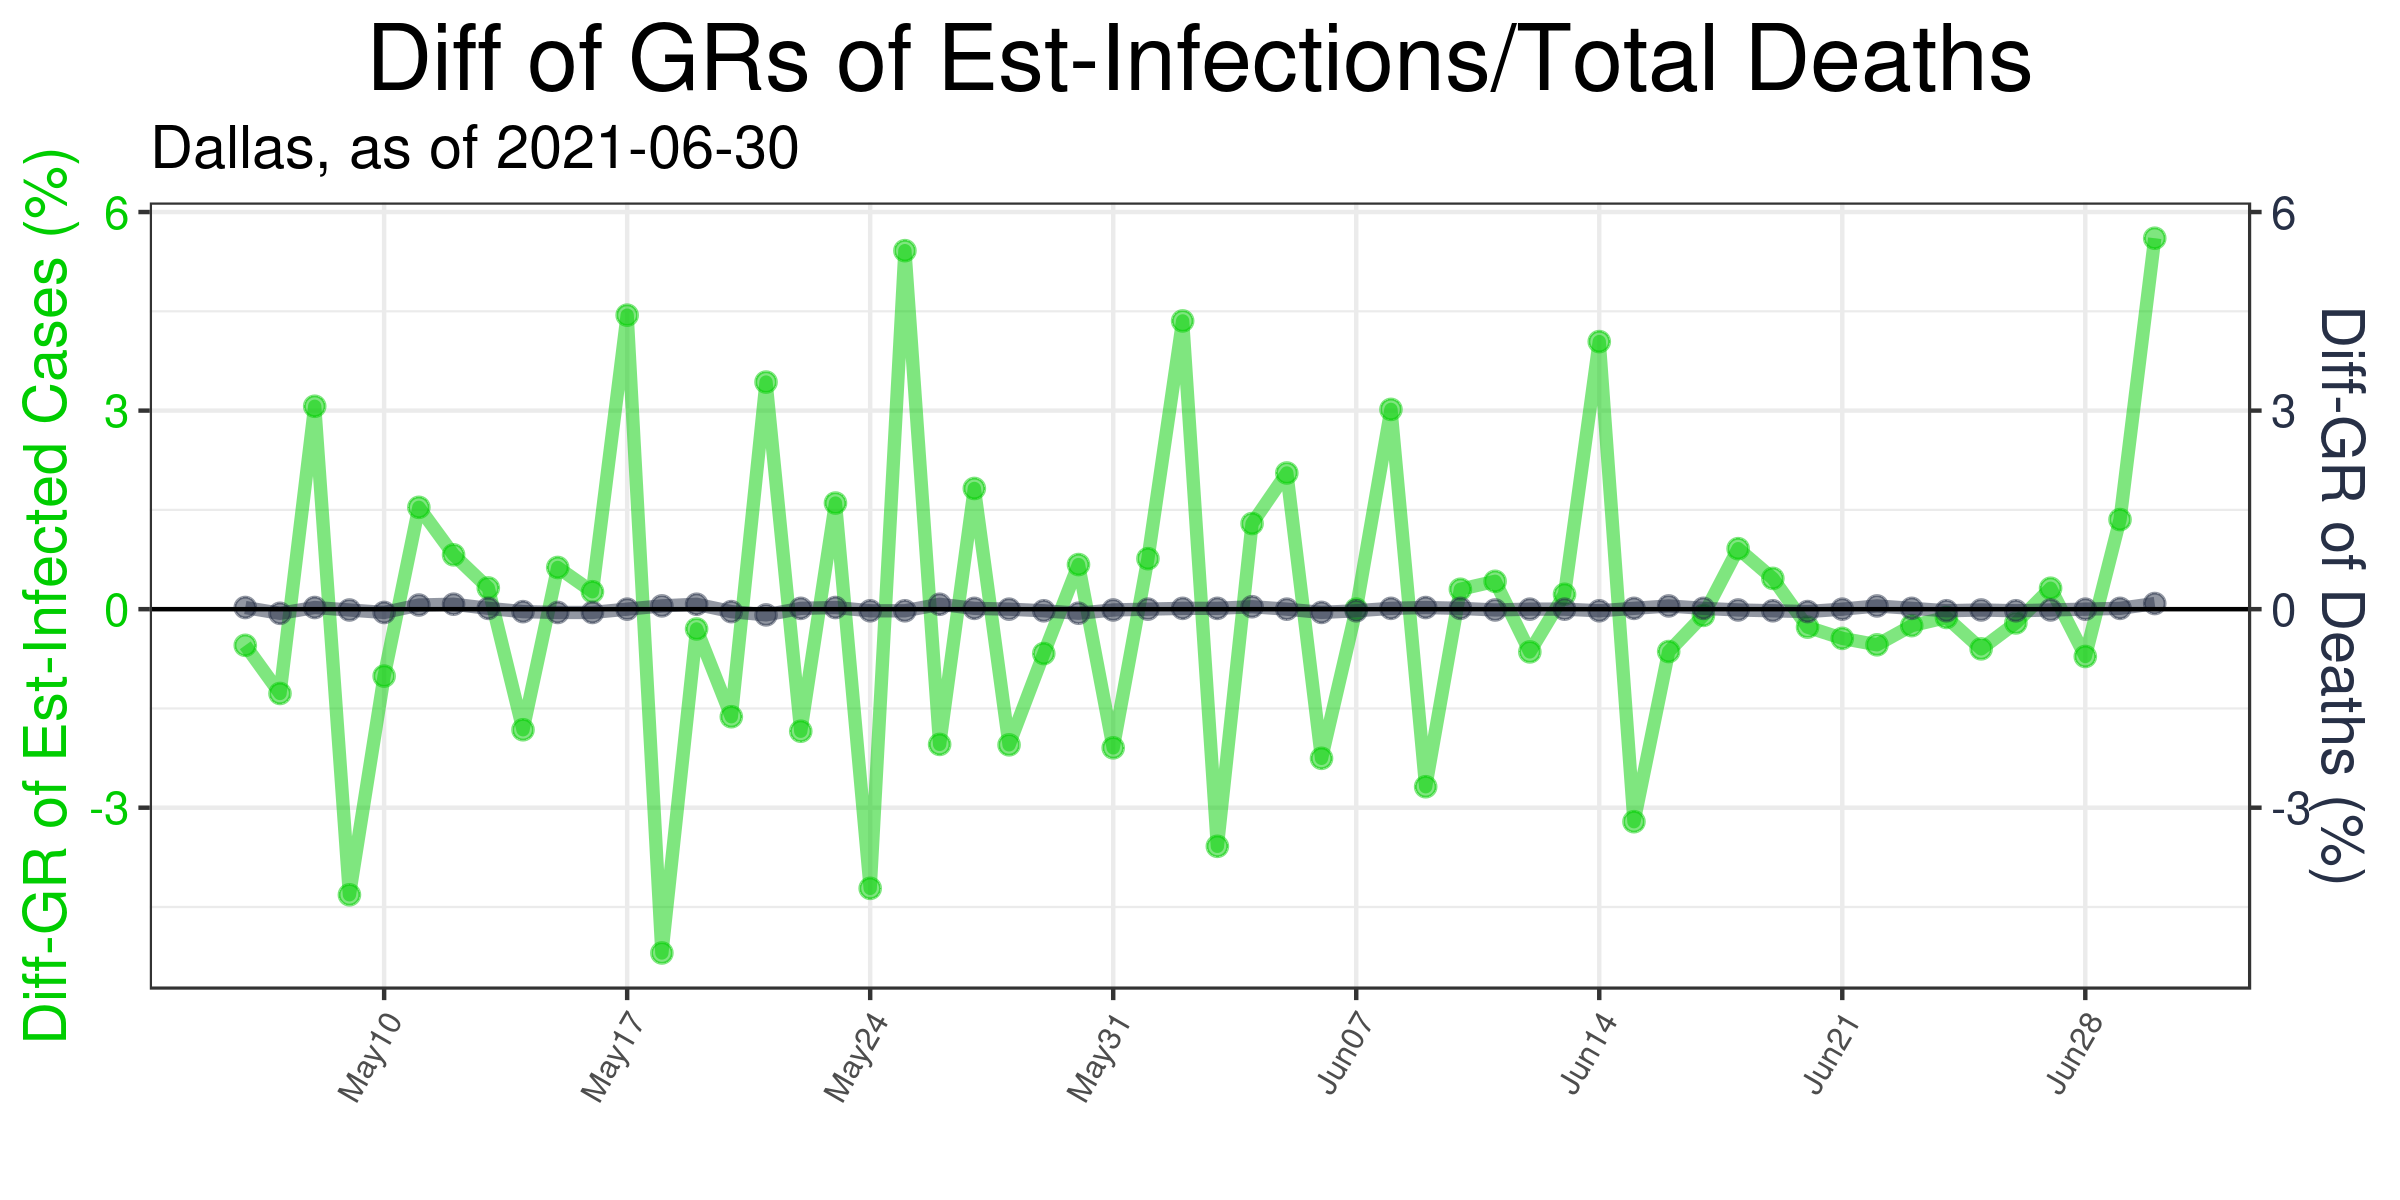 Diff of GRs of Est-Infections/Total Deaths
Dallas, as of 2021-06-30
Diff-GR of Est-Infected Cases (%)
6
3
0
-3
6
3
0
-3
Diff-GR of Deaths (%)
May10
May17
May24
May31
Jun07
Jun14
Jun21
Jun28